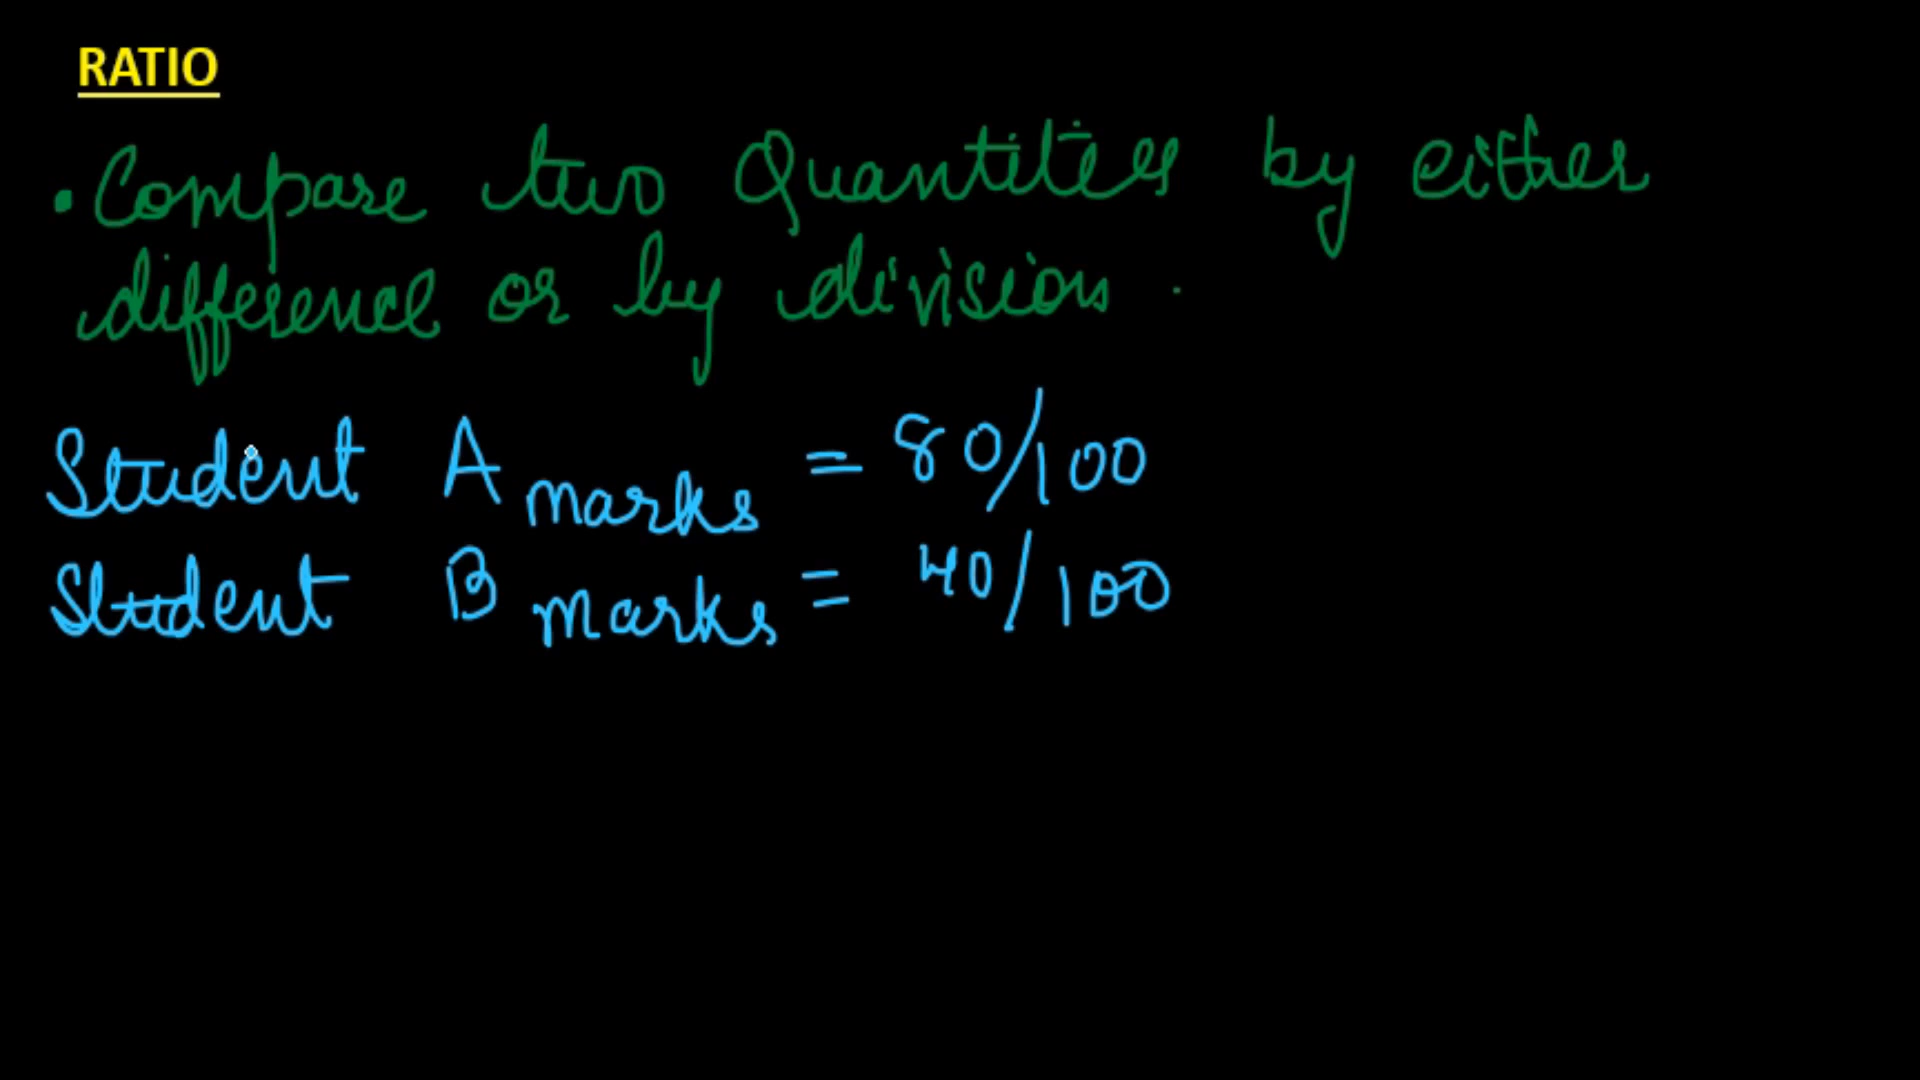 RATIO
• Compare two Quantities by either
difference or by division .
Student A marks = 80/100
Student B marks = 40/100